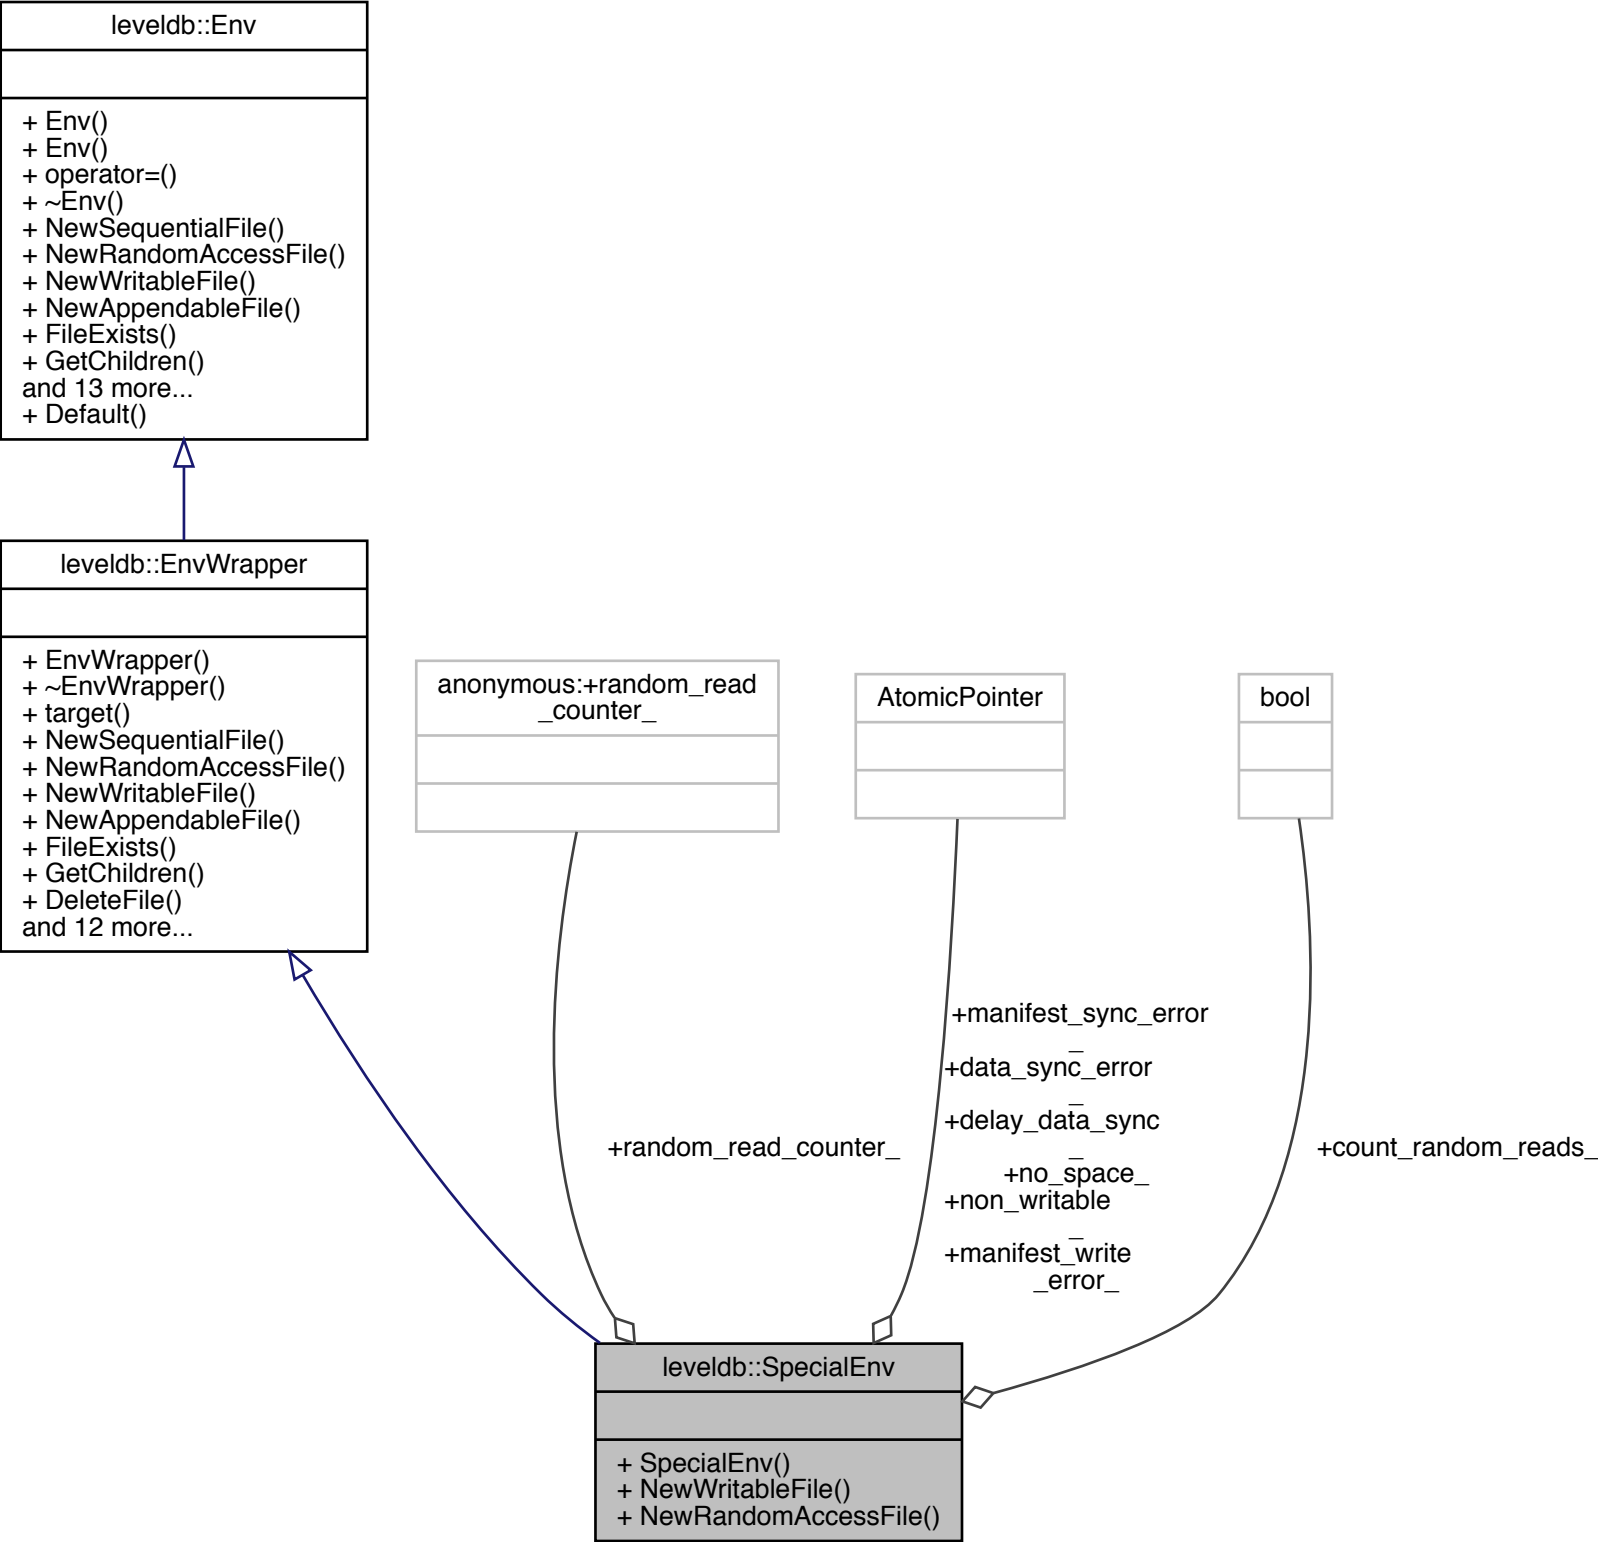 leveldb::Env
+ Env()
+ Env()
+ operator=()
+ ~Env()
+ NewSequentialFile()
+ NewRandomAccessFile()
+ NewWritableFile()
+ NewAppendableFile()
+ FileExists()
+ GetChildren()
and 13 more...
+ Default()
leveldb::EnvWrapper
+ EnvWrapper()
+ ~EnvWrapper()
+ target()
+ NewSequentialFile()
+ NewRandomAccessFile()
+ NewWritableFile()
+ NewAppendableFile()
+ FileExists()
+ GetChildren()
+ DeleteFile()
and 12 more...
anonymous:+random_read
_counter_
AtomicPointer
bool
+random_read_counter_
+manifest_sync_error
_
+data_sync_error
_
+delay_data_sync
_
+no_space_
+non_writable
_
+manifest_write
_error_
+count_random_reads_
leveldb::SpecialEnv
+ SpecialEnv()
+ NewWritableFile()
+ NewRandomAccessFile()